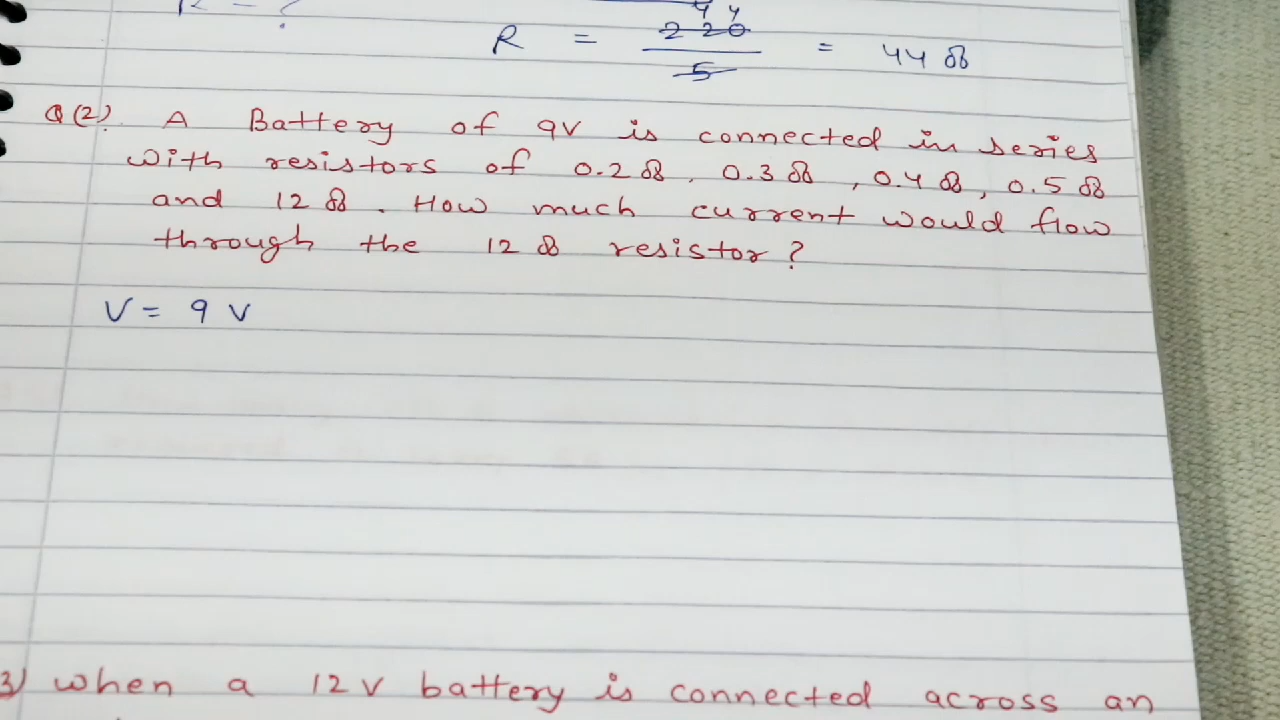 R = 220 / 5 = 44 Ω
Q(2). A Battery of 9V is connected in series
with resistors of 0.2 Ω, 0.3 Ω, 0.4 Ω, 0.5 Ω
and 12 Ω. How much current would flow
through the 12 Ω resistor?
V = 9 V
3) when a 12 V battery is connected across an